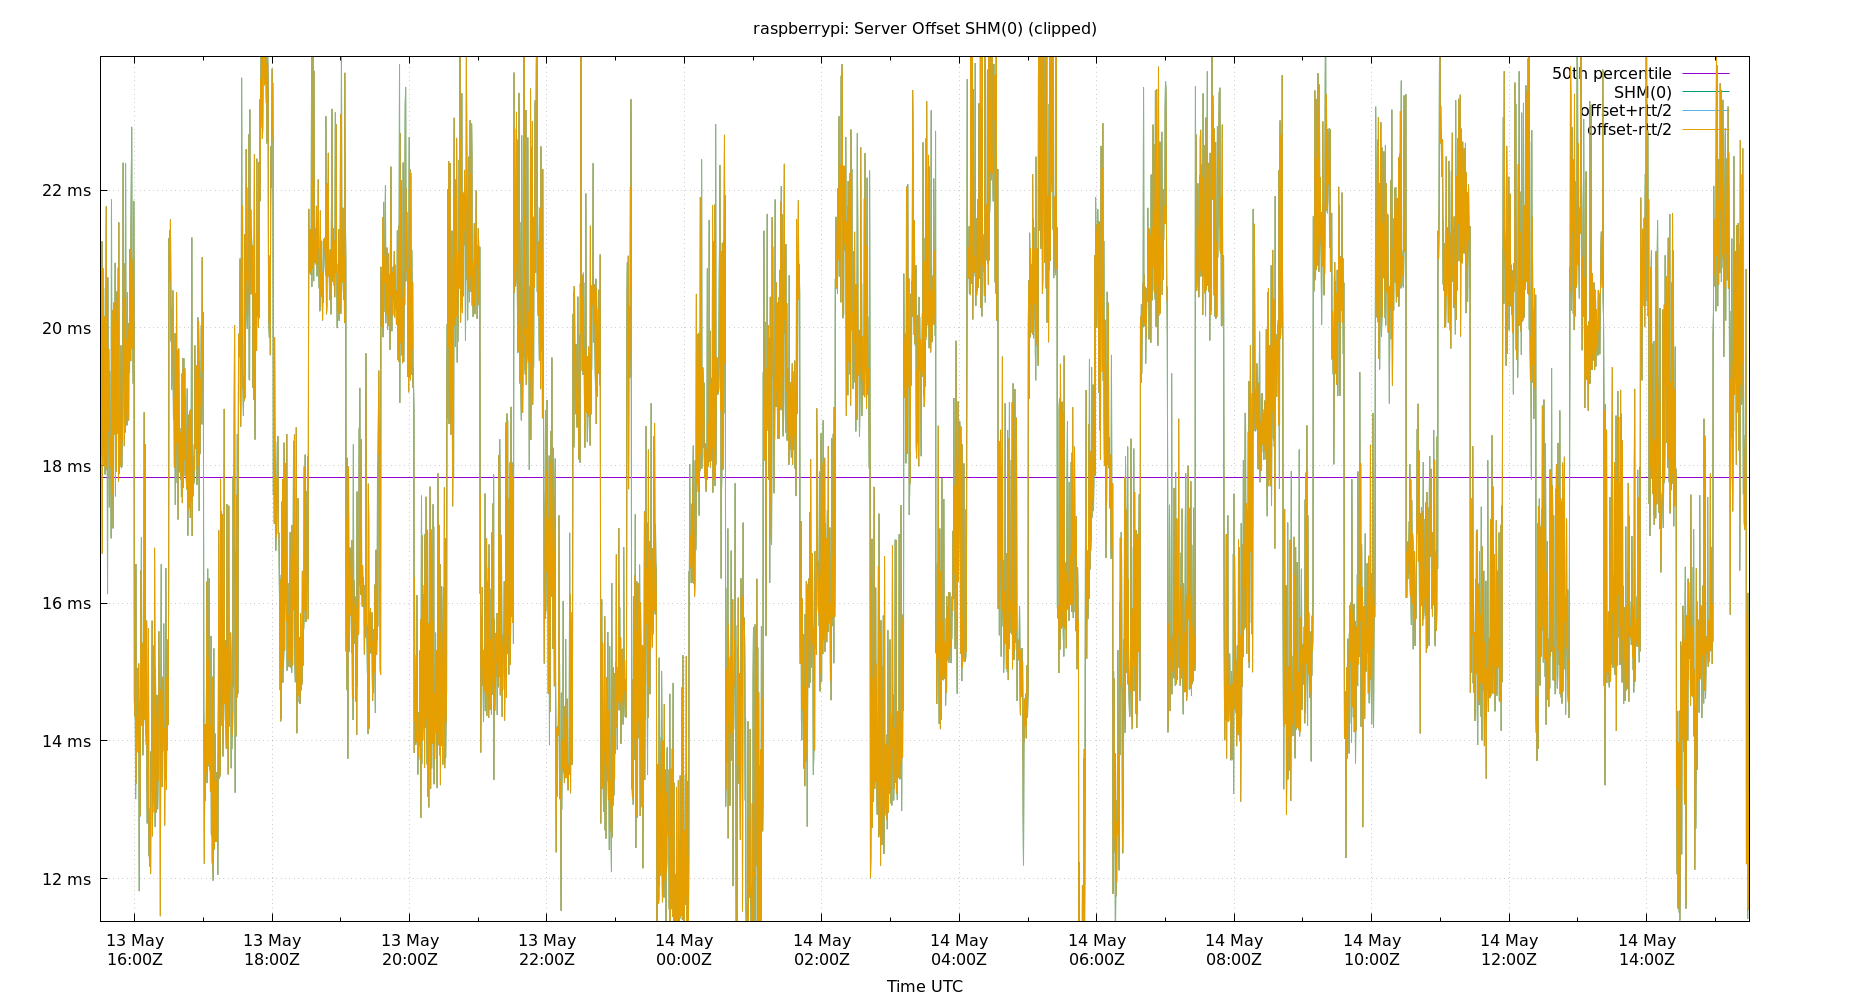 raspberrypi: Server Offset SHM(0) (clipped)
50th percentile
SHM(0)
offset+rtt/2
offset-rtt/2
22 ms
20 ms
18 ms
16 ms
14 ms
12 ms
13 May 13 May 13 May 13 May 14 May 14 May 14 May 14 May 14 May 14 May 14 May 14 May
16:00Z 18:00Z 20:00Z 22:00Z 00:00Z 02:00Z 04:00Z 06:00Z 08:00Z 10:00Z 12:00Z 14:00Z
Time UTC